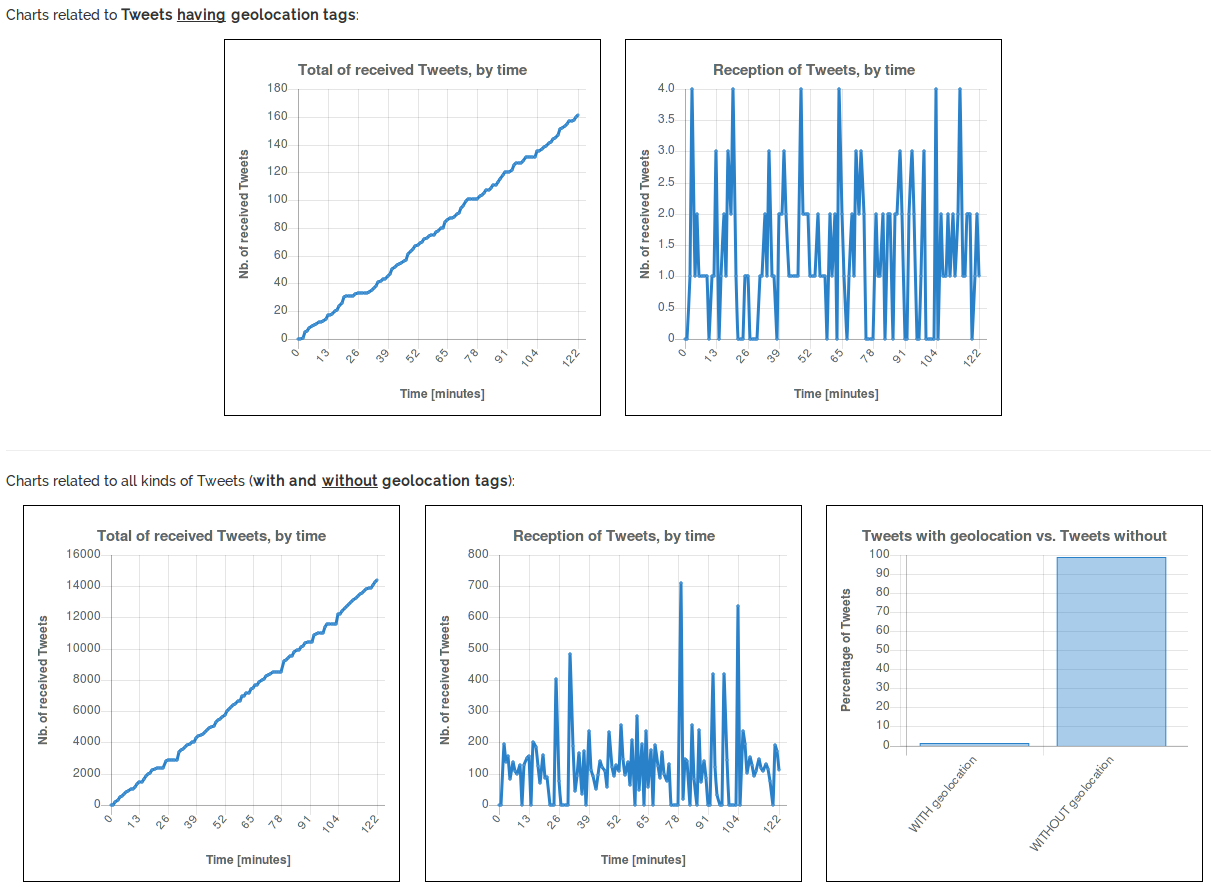 Charts related to Tweets having geolocation tags:
Total of received Tweets, by time
Nb. of received Tweets
180
160
140
120
100
80
60
40
20
0
0 13 26 39 52 65 78 91 104 122
Time [minutes]
Reception of Tweets, by time
Nb. of received Tweets
4.0
3.5
3.0
2.5
2.0
1.5
1.0
0.5
0
0 13 26 39 52 65 78 91 104 122
Time [minutes]
Charts related to all kinds of Tweets (with and without geolocation tags):
Total of received Tweets, by time
Nb. of received Tweets
16000
14000
12000
10000
8000
6000
4000
2000
0
0 13 26 39 52 65 78 91 104 122
Time [minutes]
Reception of Tweets, by time
Nb. of received Tweets
800
700
600
500
400
300
200
100
0
0 13 26 39 52 65 78 91 104 122
Time [minutes]
Tweets with geolocation vs. Tweets without
Percentage of Tweets
100
90
80
70
60
50
40
30
20
10
0
WITH geolocation
WITHOUT geolocation